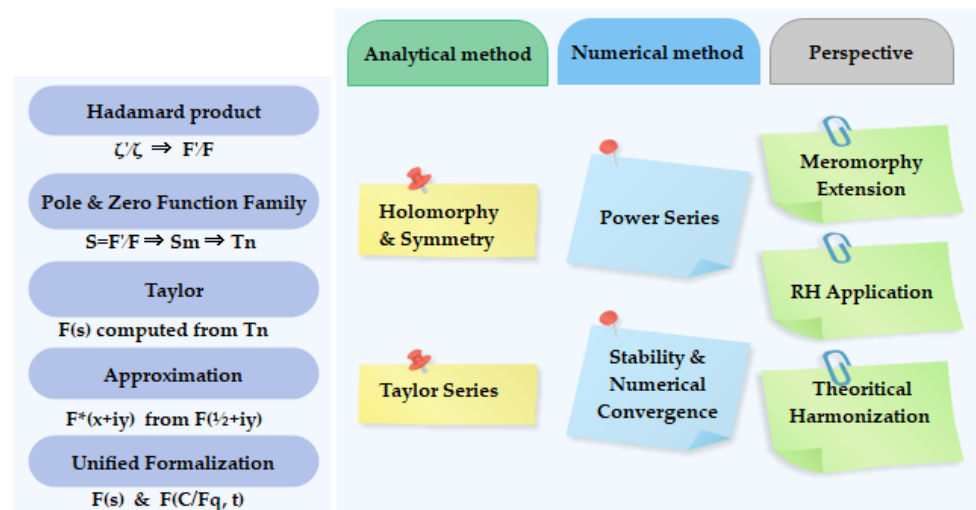 Hadamard product
ζ'⁄ζ ⇒ F'⁄F
Pole & Zero Function Family
S=F'⁄F ⇒ Sm ⇒ Tn
Taylor
F(s) computed from Tn
Approximation
F*(x+iy) from F(½+iy)
Unified Formalization
F(s) & F(C/Fq, t)
Analytical method
Holomorphy
& Symmetry
Taylor Series
Numerical method
Power Series
Stability &
Numerical
Convergence
Perspective
Meromorphy
Extension
RH Application
Theoritical
Harmonization